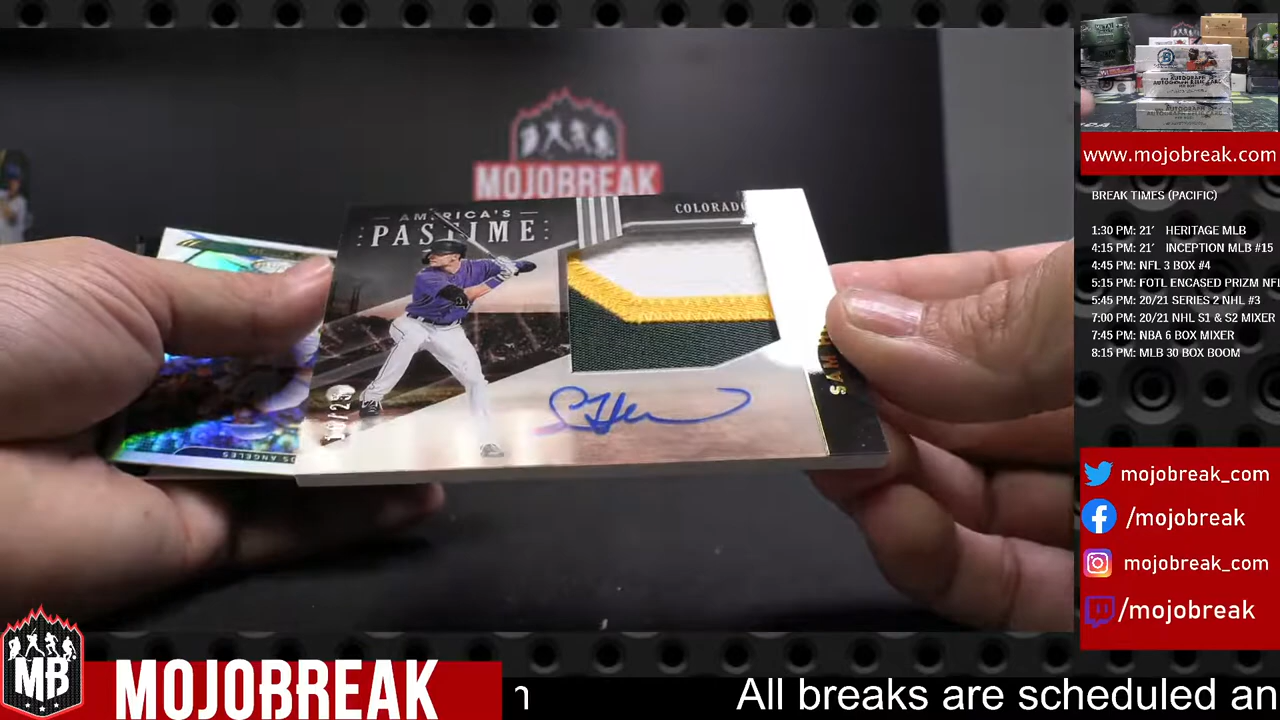 MOJOBREAK
AMERICA'S
PASTIME
COLORADO
SAM
/25
OS ANGELES
www.mojobreak.com
BREAK TIMES (PACIFIC)
1:30 PM: 21' HERITAGE MLB
4:15 PM: 21' INCEPTION MLB #15
4:45 PM: NFL 3 BOX #4
5:15 PM: FOTL ENCASED PRIZM NFL
5:45 PM: 20/21 SERIES 2 NHL #3
7:00 PM: 20/21 NHL S1 & S2 MIXER
7:45 PM: NBA 6 BOX MIXER
8:15 PM: MLB 30 BOX BOOM
mojobreak_com
/mojobreak
mojobreak_com
/mojobreak
MB
MOJOBREAK
All breaks are scheduled an